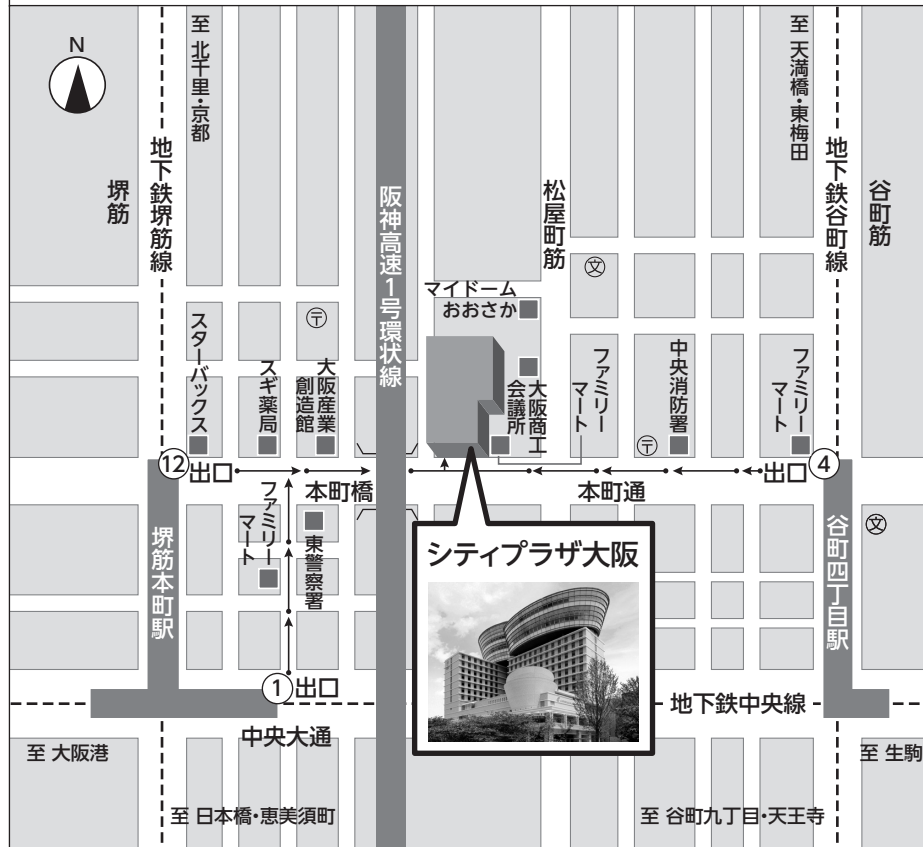 N
至 北千里・京都
至 天満橋・東梅田
堺筋
地下鉄堺筋線
阪神高速1号環状線
松屋町筋
地下鉄谷町線
谷町筋
文
〒
マイドーム
おおさか
スターバックス
スギ薬局
大阪産業
創造館
大阪商工
会議所
ファミリー
マート
中央消防署
〒
ファミリー
マート
12
出口
本町橋
本町通
出口
4
堺筋本町駅
ファミリー
マート
東警察署
シティプラザ大阪
谷町四丁目駅
文
1
出口
地下鉄中央線
中央大通
至 大阪港
至 生駒
至 日本橋・恵美須町
至 谷町九丁目・天王寺